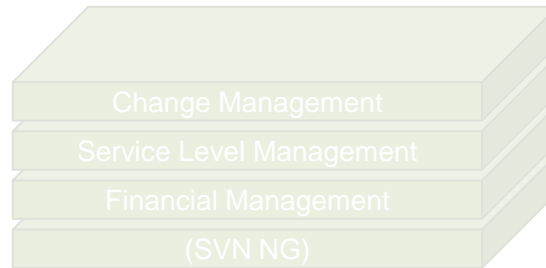 Change Management
Service Level Management
Financial Management
(SVN NG)